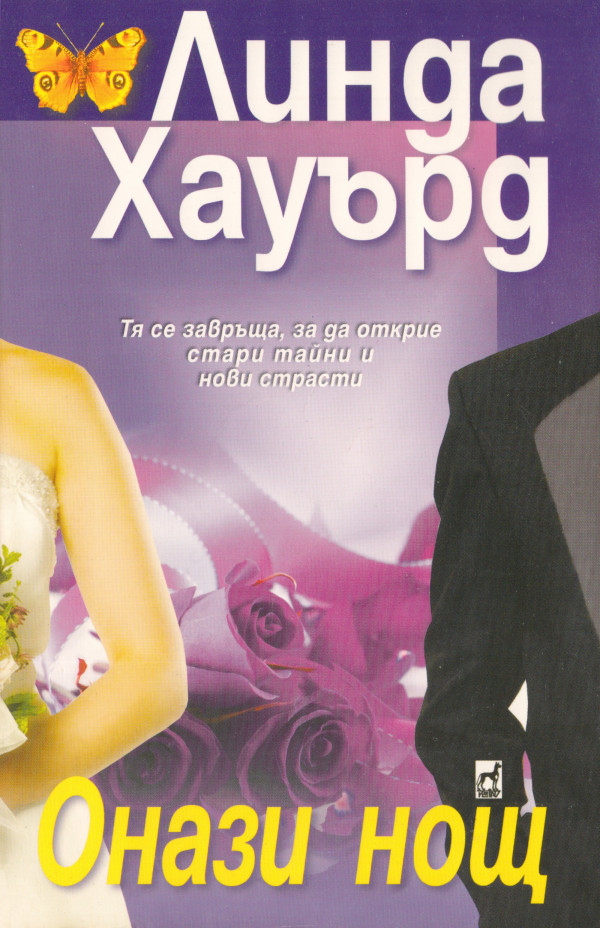 Линда
Хауърд
Тя се завръща, за да открие
стари тайни и
нови страсти
Онази нощ